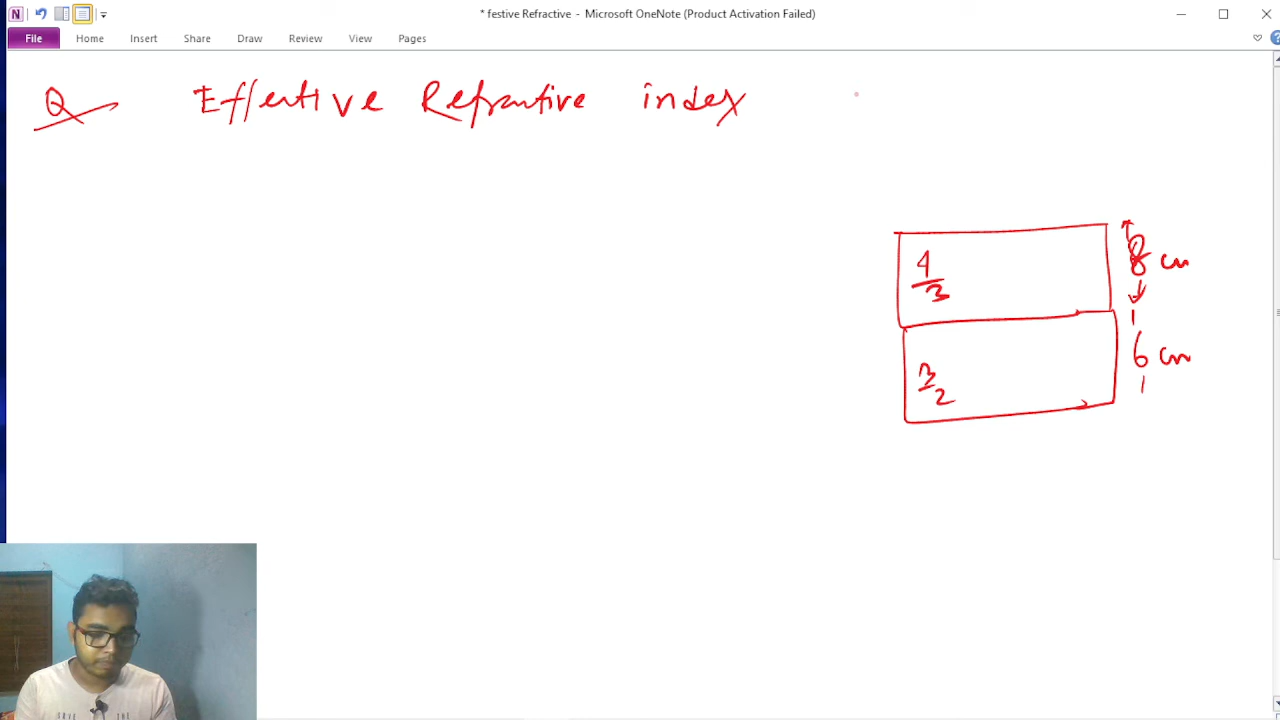 * festive Refractive - Microsoft OneNote (Product Activation Failed)
File Home Insert Share Draw Review View Pages
Q Effective Refractive index
4/3
8 cm
3/2
6 cm